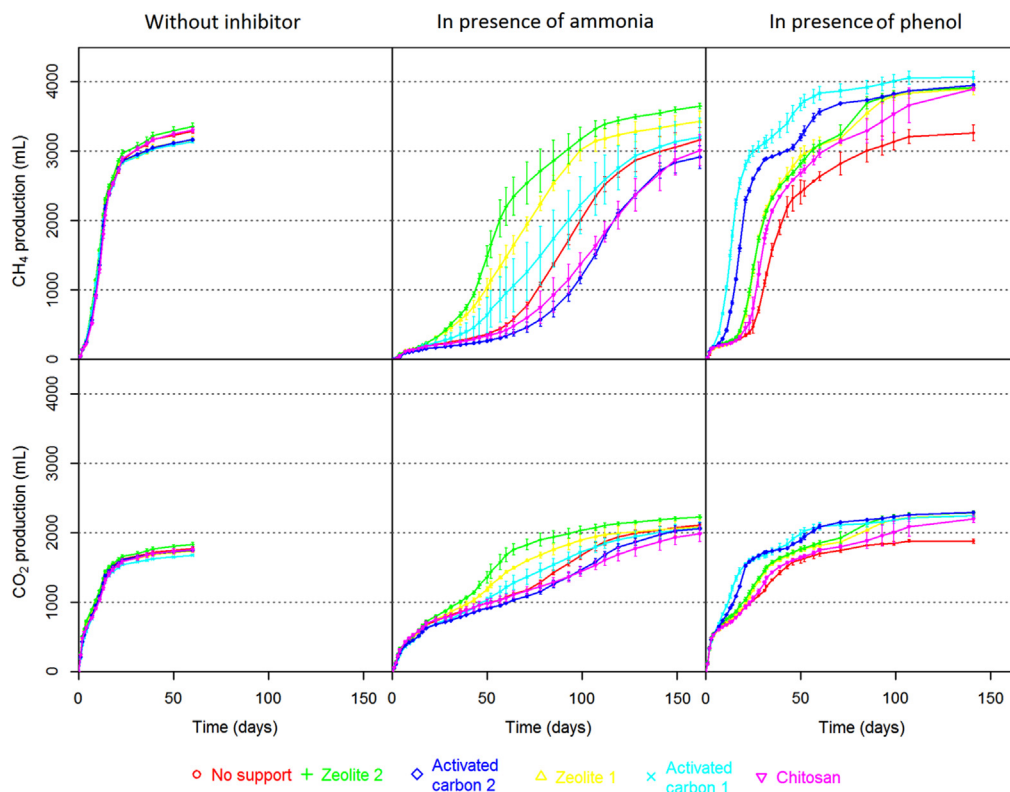 Without inhibitor
In presence of ammonia
In presence of phenol
CH4 production (mL)
4000
3000
2000
1000
0
CO2 production (mL)
4000
3000
2000
1000
0
0 50 100 150
0 50 100 150
0 50 100 150
Time (days)
Time (days)
Time (days)
No support
Zeolite 2
Activated
carbon 2
Zeolite 1
Activated
carbon 1
Chitosan